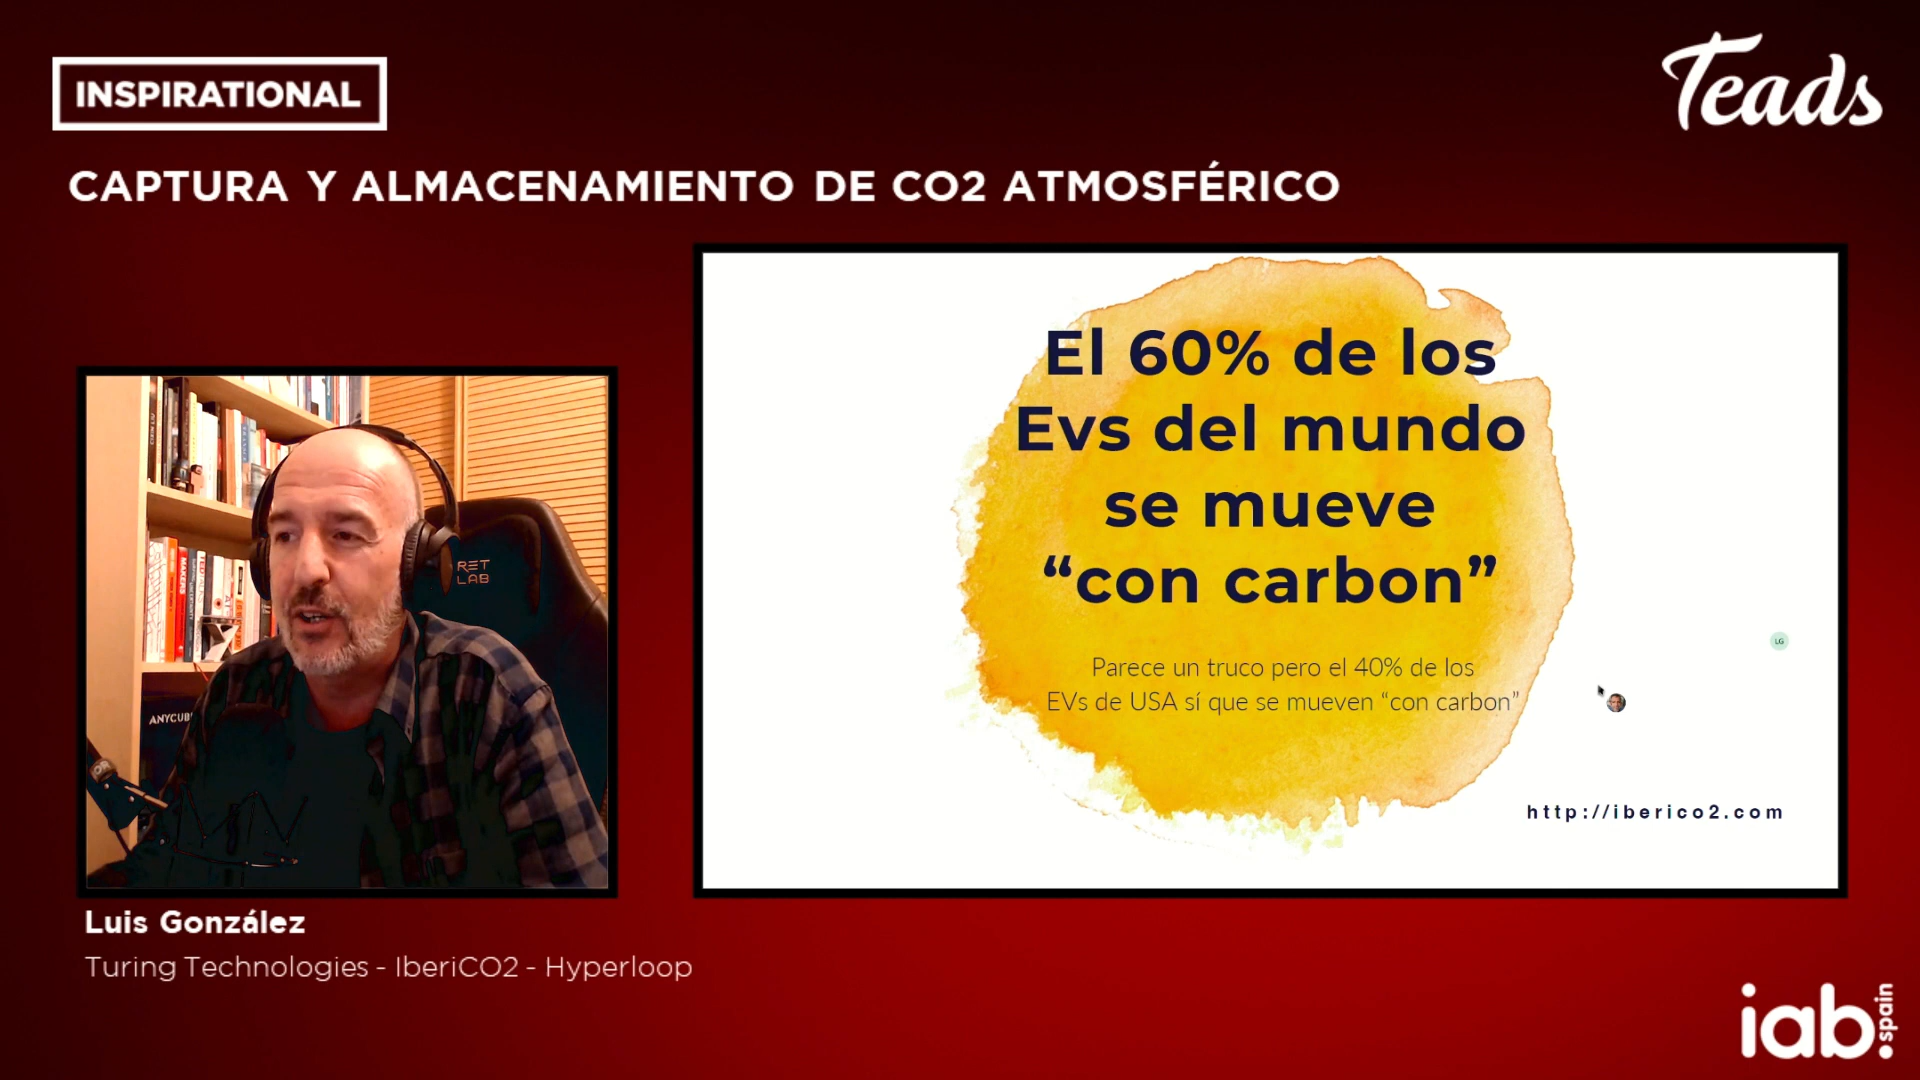 INSPIRATIONAL
Teads
CAPTURA Y ALMACENAMIENTO DE CO2 ATMOSFÉRICO
El 60% de los
Evs del mundo
se mueve
“con carbon”
Parece un truco pero el 40% de los
EVs de USA sí que se mueven “con carbon”
LG
http://iberico2.com
RET
LAB
ANYCUB
Luis González
Turing Technologies - IberiCO2 - Hyperloop
iab.spain